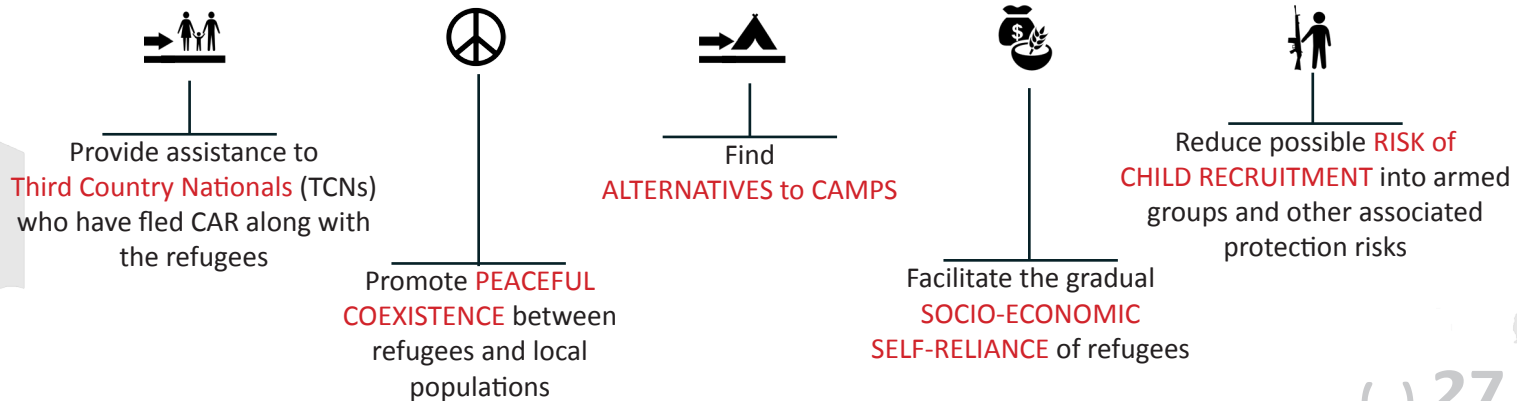 $
Provide assistance to
Third Country Nationals (TCNs)
who have fled CAR along with
the refugees
Promote PEACEFUL
COEXISTENCE between
refugees and local
populations
Find
ALTERNATIVES to CAMPS
Facilitate the gradual
SOCIO-ECONOMIC
SELF-RELIANCE of refugees
Reduce possible RISK of
CHILD RECRUITMENT into armed
groups and other associated
protection risks
27